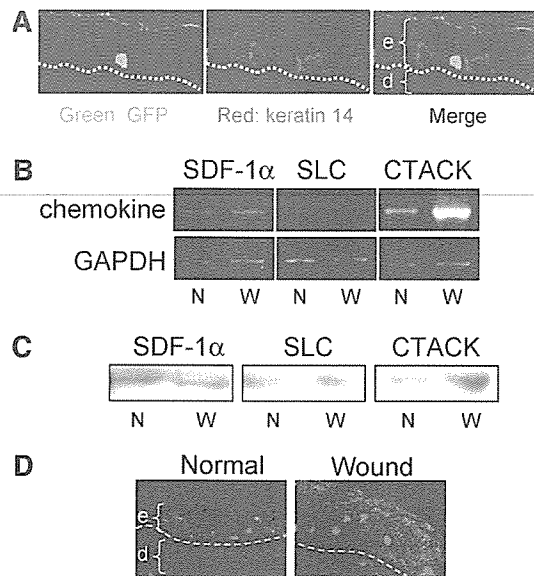 A
e
d
Green GFP Red: keratin 14 Merge
B
SDF-1α SLC CTACK
chemokine
GAPDH
N W N W N W
C
SDF-1α SLC CTACK
N W N W N W
D
Normal Wound
e
d